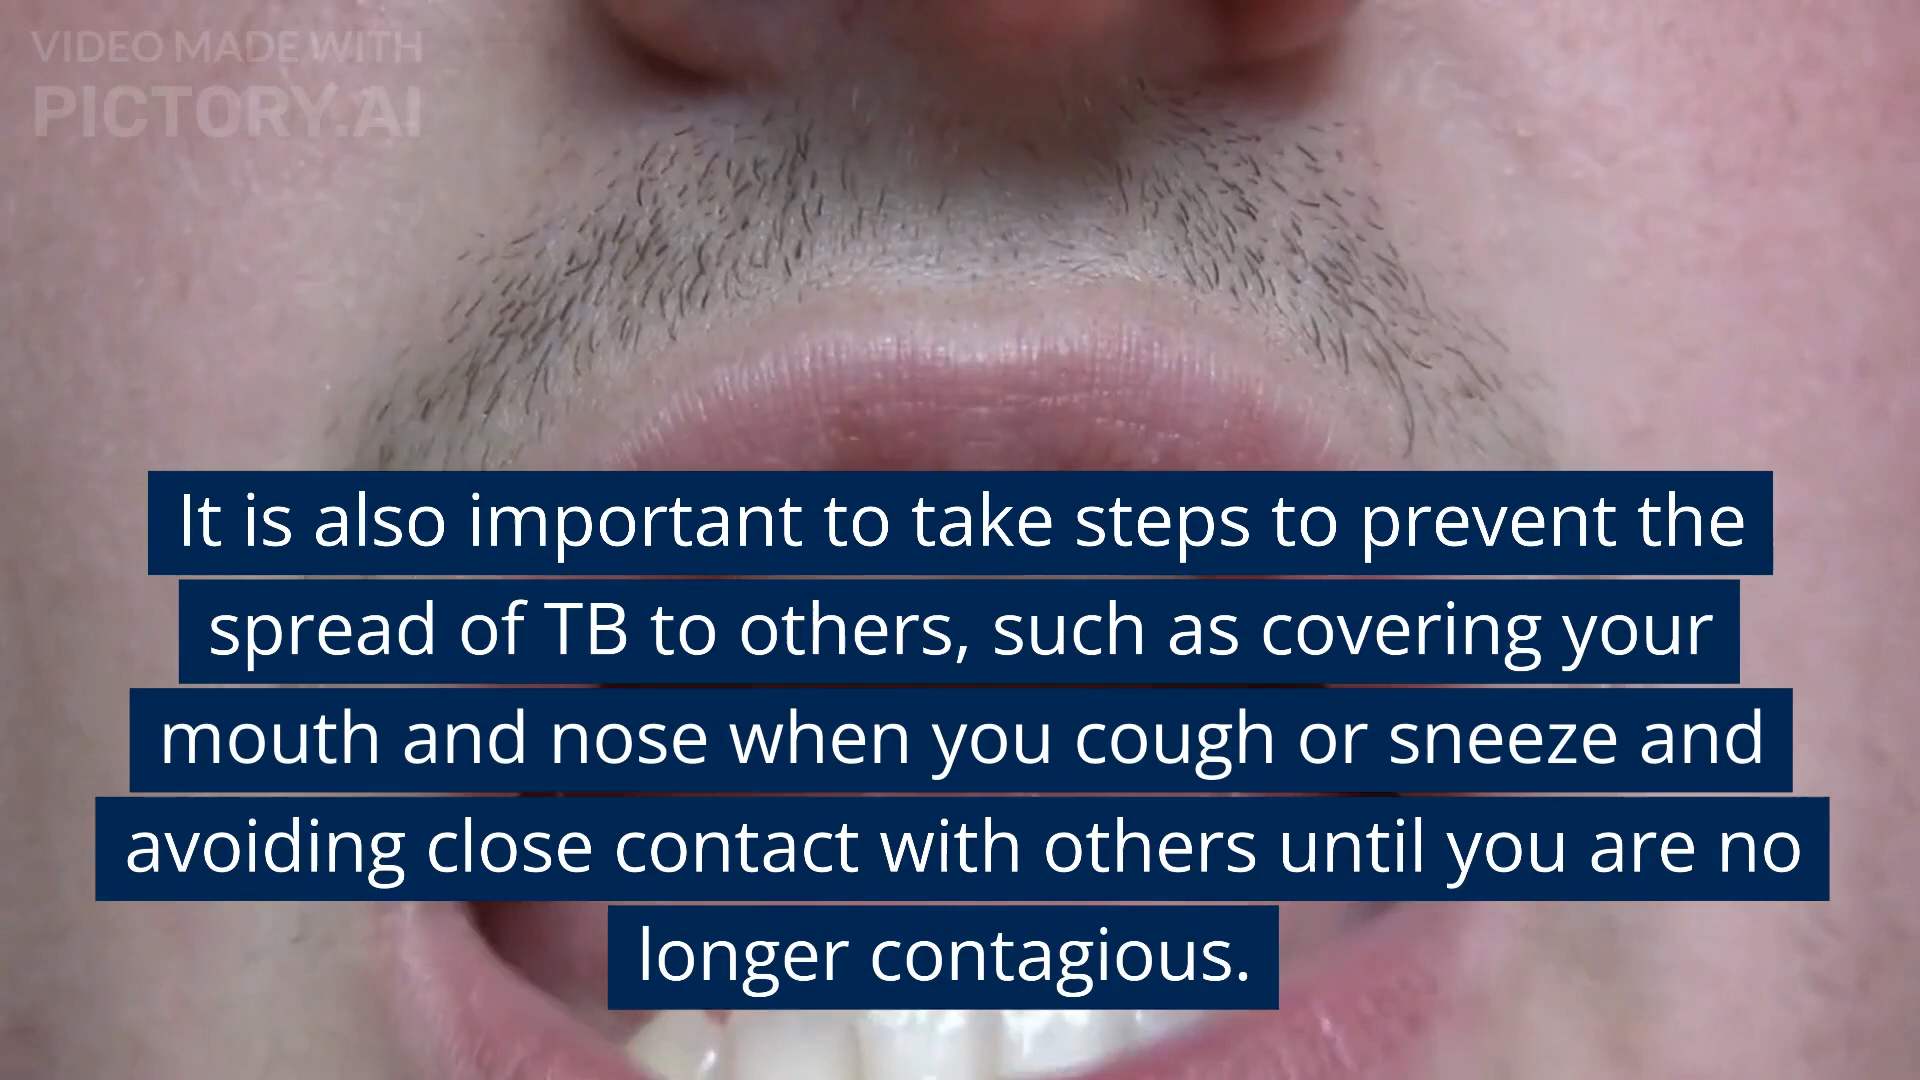 VIDEO MADE WITH
PICTORY.AI
It is also important to take steps to prevent the
spread of TB to others, such as covering your
mouth and nose when you cough or sneeze and
avoiding close contact with others until you are no
longer contagious.